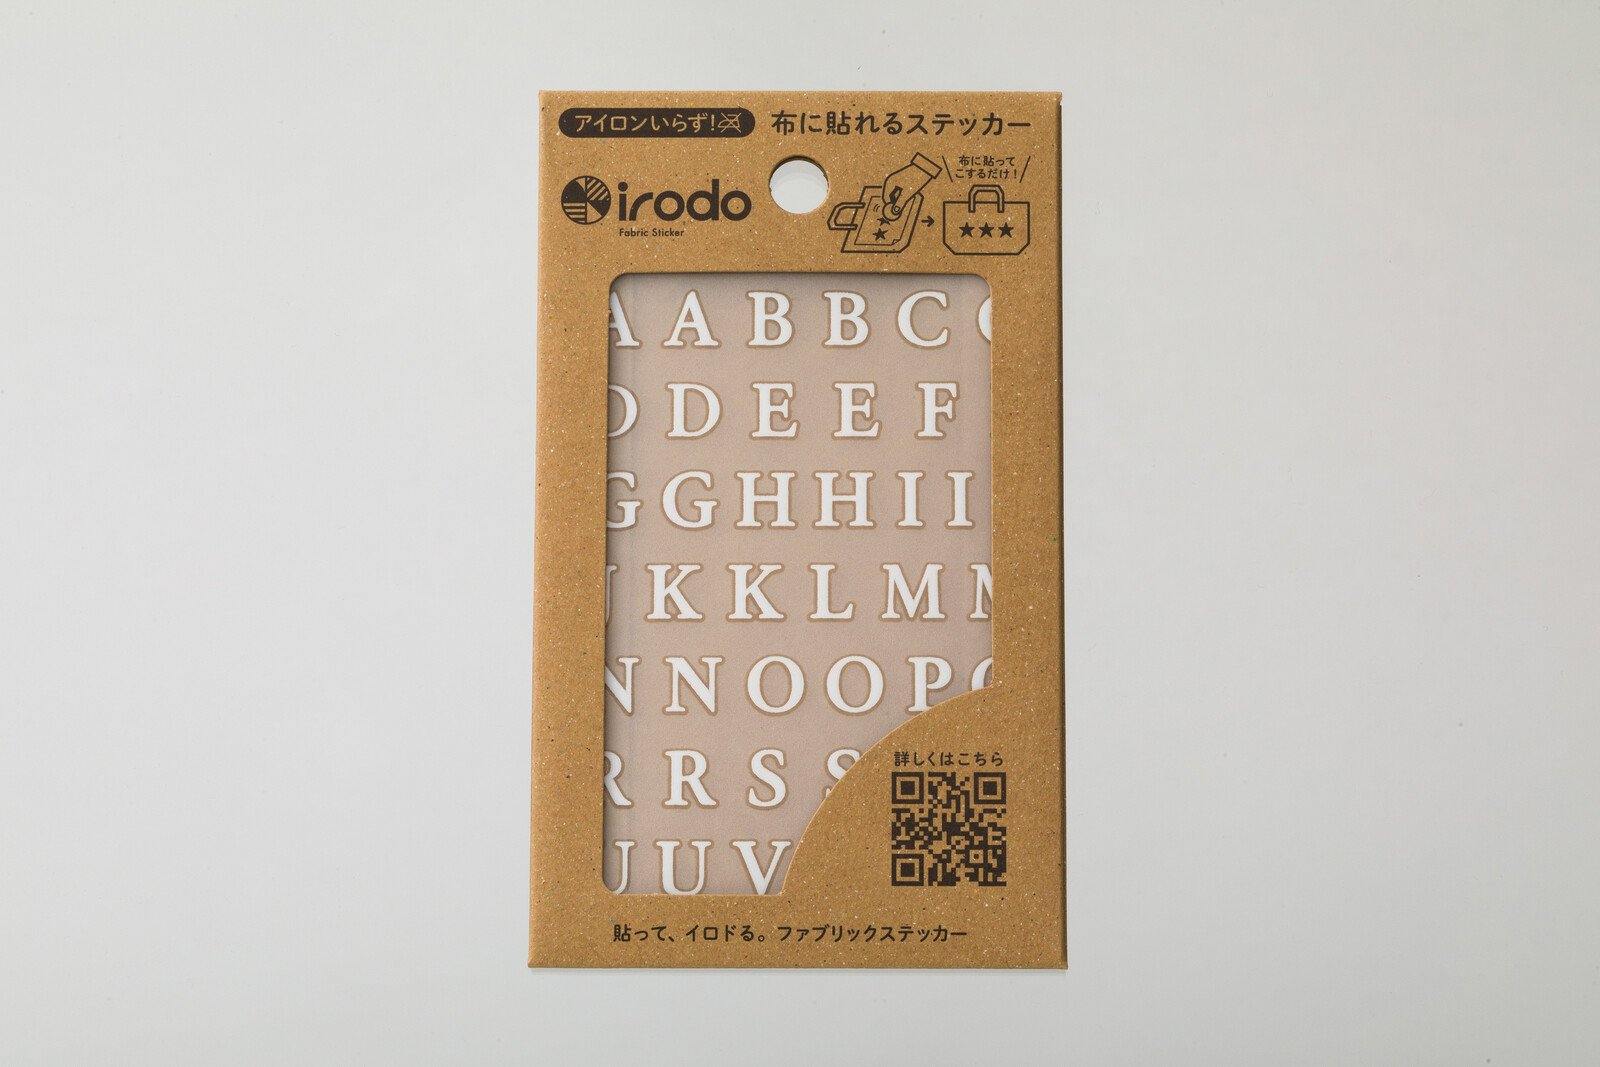 アイロンいらず! 布に貼れるステッカー
布に貼って
こするだけ!
irodo
Fabric Sticker
A A B B C C
D D E E F
G G H H I I
J K K L M M
N N O O P
R R S S
U U V
詳しくはこちら
貼って、イロドる。ファブリックステッカー